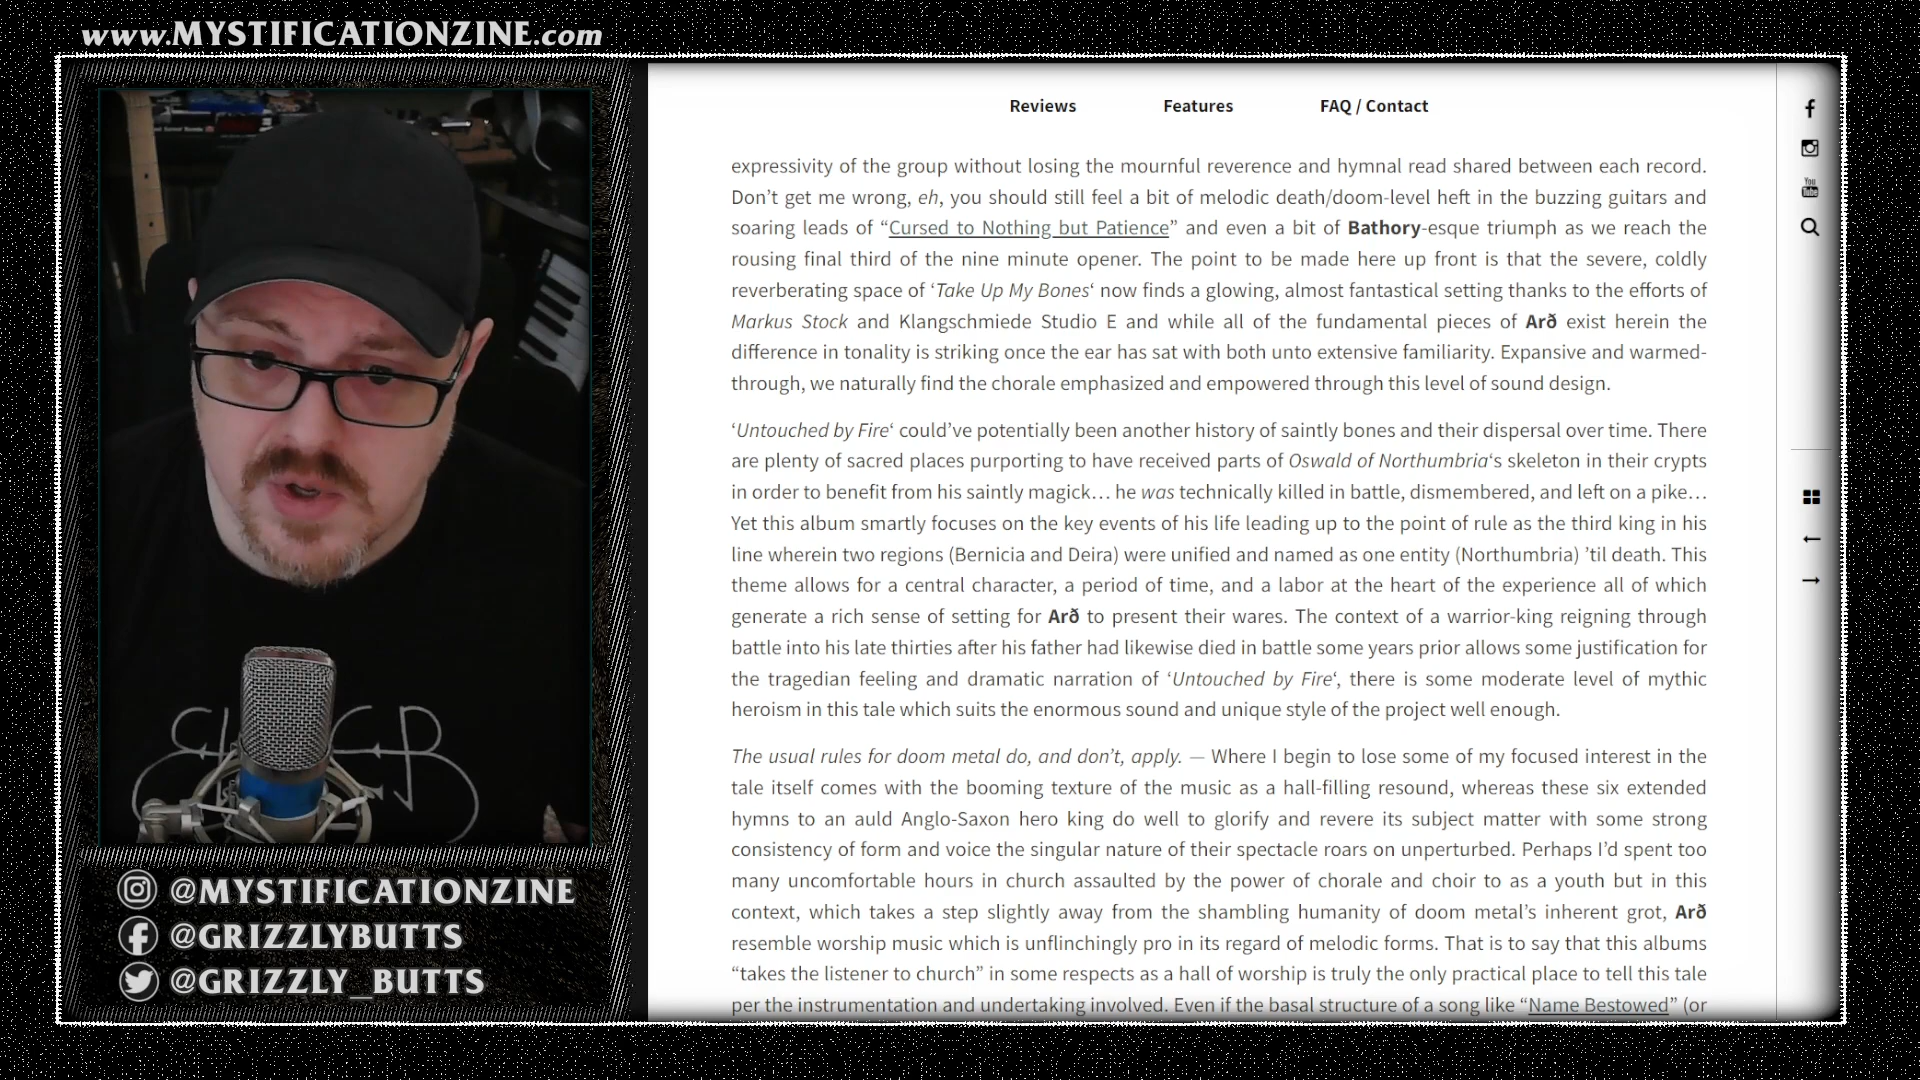 www.MYSTIFICATIONZINE.com
Reviews
Features
FAQ / Contact
expressivity of the group without losing the mournful reverence and hymnal read shared between each record.
Don’t get me wrong, eh, you should still feel a bit of melodic death/doom-level heft in the buzzing guitars and
soaring leads of “Cursed to Nothing but Patience” and even a bit of Bathory-esque triumph as we reach the
rousing final third of the nine minute opener. The point to be made here up front is that the severe, coldly
reverberating space of ‘Take Up My Bones‘ now finds a glowing, almost fantastical setting thanks to the efforts of
Markus Stock and Klangschmiede Studio E and while all of the fundamental pieces of Arð exist herein the
difference in tonality is striking once the ear has sat with both unto extensive familiarity. Expansive and warmed-
through, we naturally find the chorale emphasized and empowered through this level of sound design.
‘Untouched by Fire‘ could’ve potentially been another history of saintly bones and their dispersal over time. There
are plenty of sacred places purporting to have received parts of Oswald of Northumbria‘s skeleton in their crypts
in order to benefit from his saintly magick… he was technically killed in battle, dismembered, and left on a pike…
Yet this album smartly focuses on the key events of his life leading up to the point of rule as the third king in his
line wherein two regions (Bernicia and Deira) were unified and named as one entity (Northumbria) ’til death. This
theme allows for a central character, a period of time, and a labor at the heart of the experience all of which
generate a rich sense of setting for Arð to present their wares. The context of a warrior-king reigning through
battle into his late thirties after his father had likewise died in battle some years prior allows some justification for
the tragedian feeling and dramatic narration of ‘Untouched by Fire‘, there is some moderate level of mythic
heroism in this tale which suits the enormous sound and unique style of the project well enough.
The usual rules for doom metal do, and don’t, apply. — Where I begin to lose some of my focused interest in the
tale itself comes with the booming texture of the music as a hall-filling resound, whereas these six extended
hymns to an auld Anglo-Saxon hero king do well to glorify and revere its subject matter with some strong
consistency of form and voice the singular nature of their spectacle roars on unperturbed. Perhaps I’d spent too
many uncomfortable hours in church assaulted by the power of chorale and choir to as a youth but in this
context, which takes a step slightly away from the shambling humanity of doom metal’s inherent grot, Arð
resemble worship music which is unflinchingly pro in its regard of melodic forms. That is to say that this albums
“takes the listener to church” in some respects as a hall of worship is truly the only practical place to tell this tale
per the instrumentation and undertaking involved. Even if the basal structure of a song like “Name Bestowed” (or
You
Tube
@MYSTIFICATIONZINE
@GRIZZLYBUTTS
@GRIZZLY_BUTTS